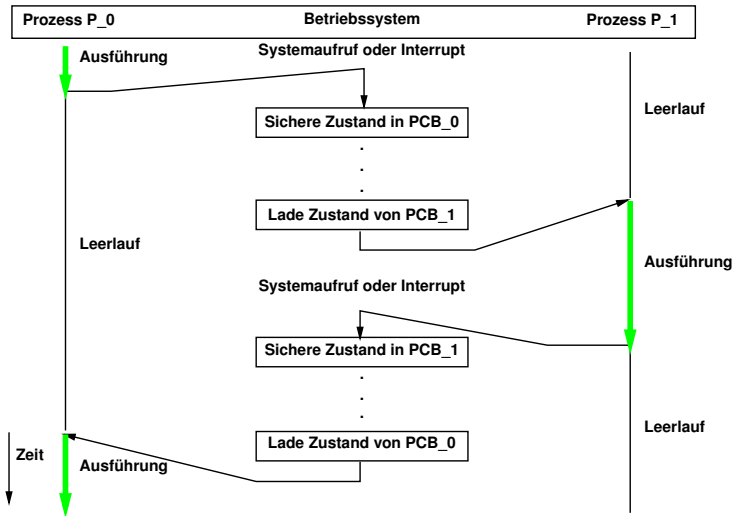 Prozess P_0 Betriebssystem Prozess P_1
Systemaufruf oder Interrupt
Ausführung
Leerlauf
Sichere Zustand in PCB_0
.
.
.
Lade Zustand von PCB_1
Leerlauf
Ausführung
Systemaufruf oder Interrupt
Sichere Zustand in PCB_1
.
.
.
Leerlauf
Lade Zustand von PCB_0
Zeit
Ausführung